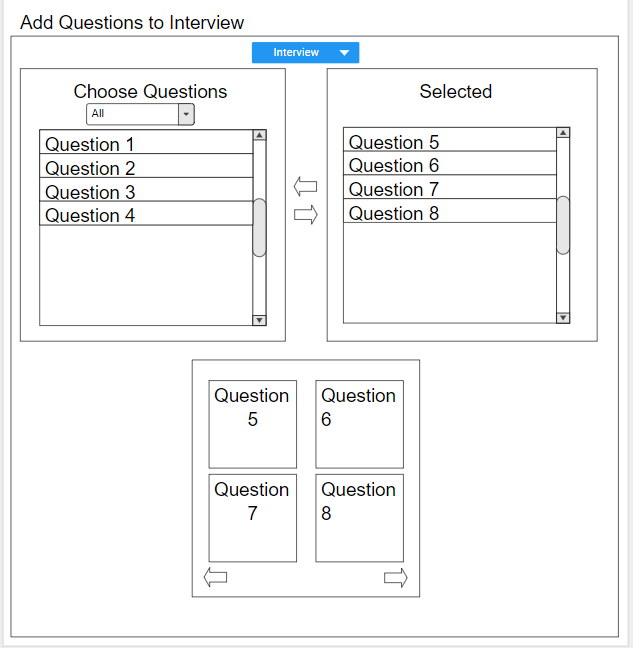 Add Questions to Interview
Interview
Choose Questions
All
Question 1
Question 2
Question 3
Question 4
Selected
Question 5
Question 6
Question 7
Question 8
Question
5
Question
6
Question
7
Question
8